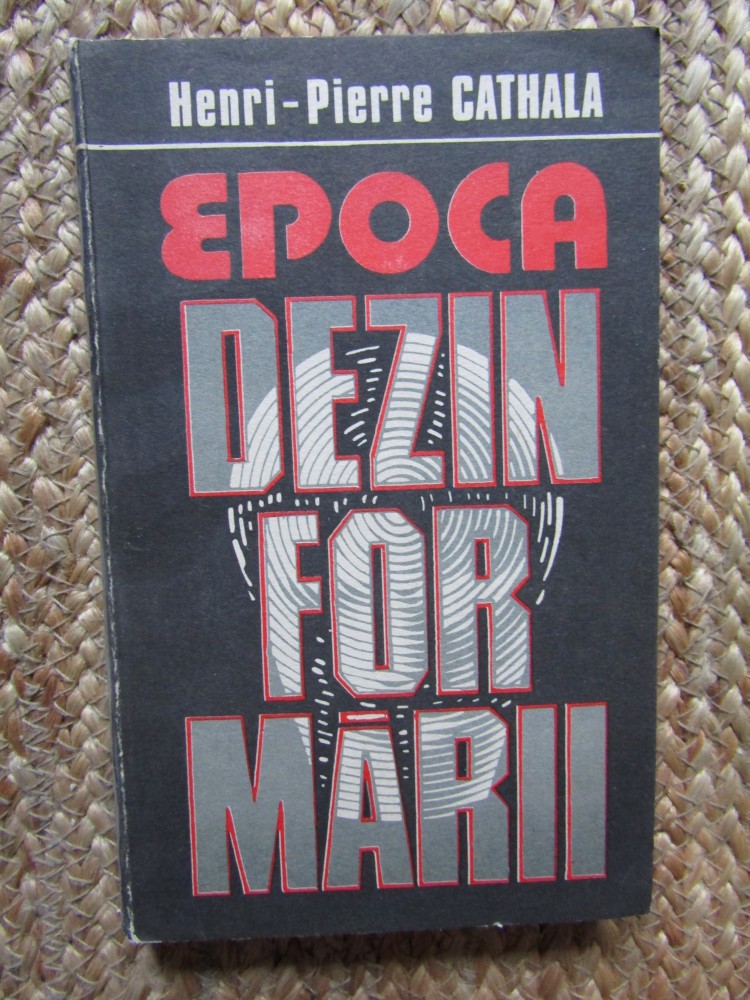 Henri-Pierre CATHALA
EPOCA
DEZIN
FOR
MĂRII